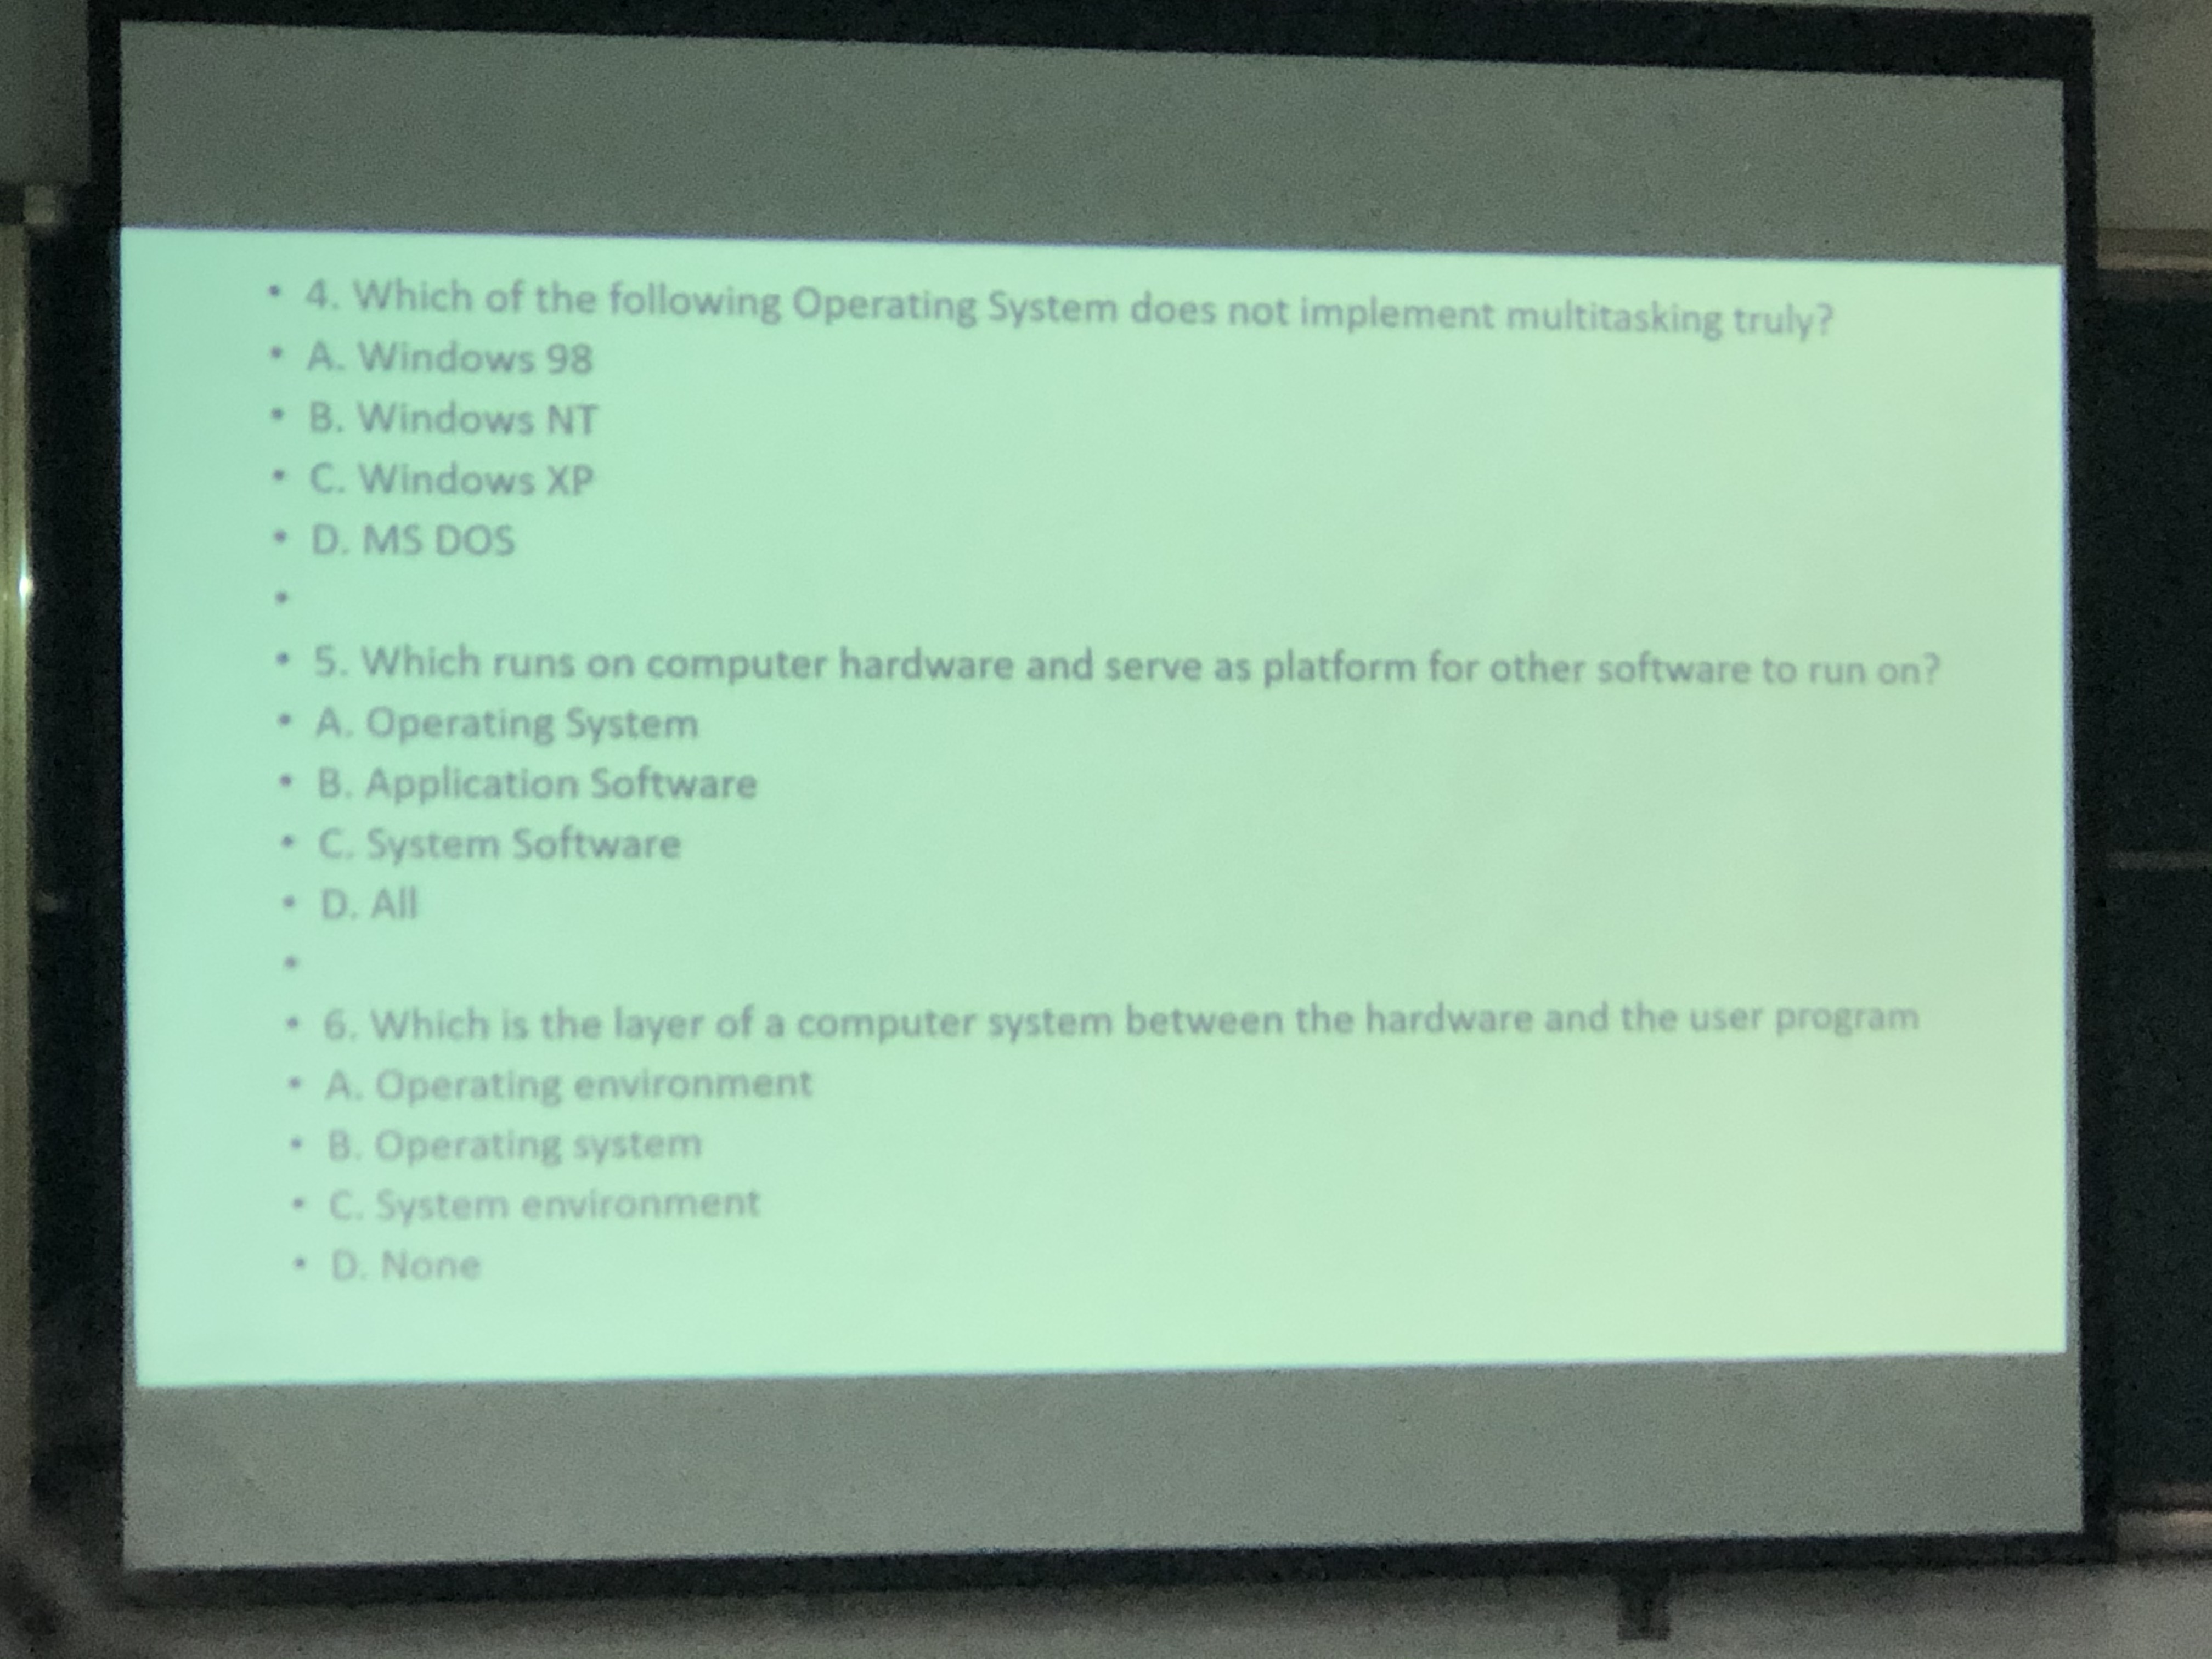 • 4. Which of the following Operating System does not implement multitasking truly?
• A. Windows 98
• B. Windows NT
• C. Windows XP
• D. MS DOS
•
• 5. Which runs on computer hardware and serve as platform for other software to run on?
• A. Operating System
• B. Application Software
• C. System Software
• D. All
•
• 6. Which is the layer of a computer system between the hardware and the user program
• A. Operating environment
• B. Operating system
• C. System environment
• D. None